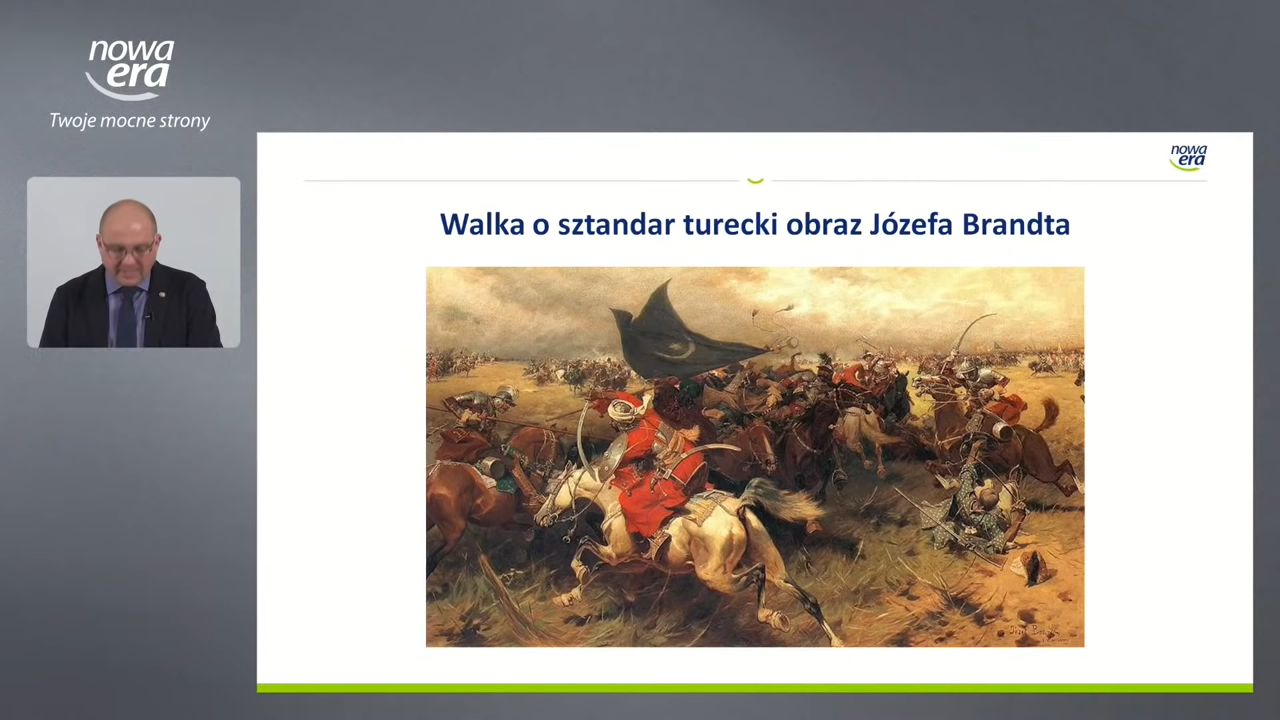 nowa
era
Twoje mocne strony
nowa
era
Walka o sztandar turecki obraz Józefa Brandta